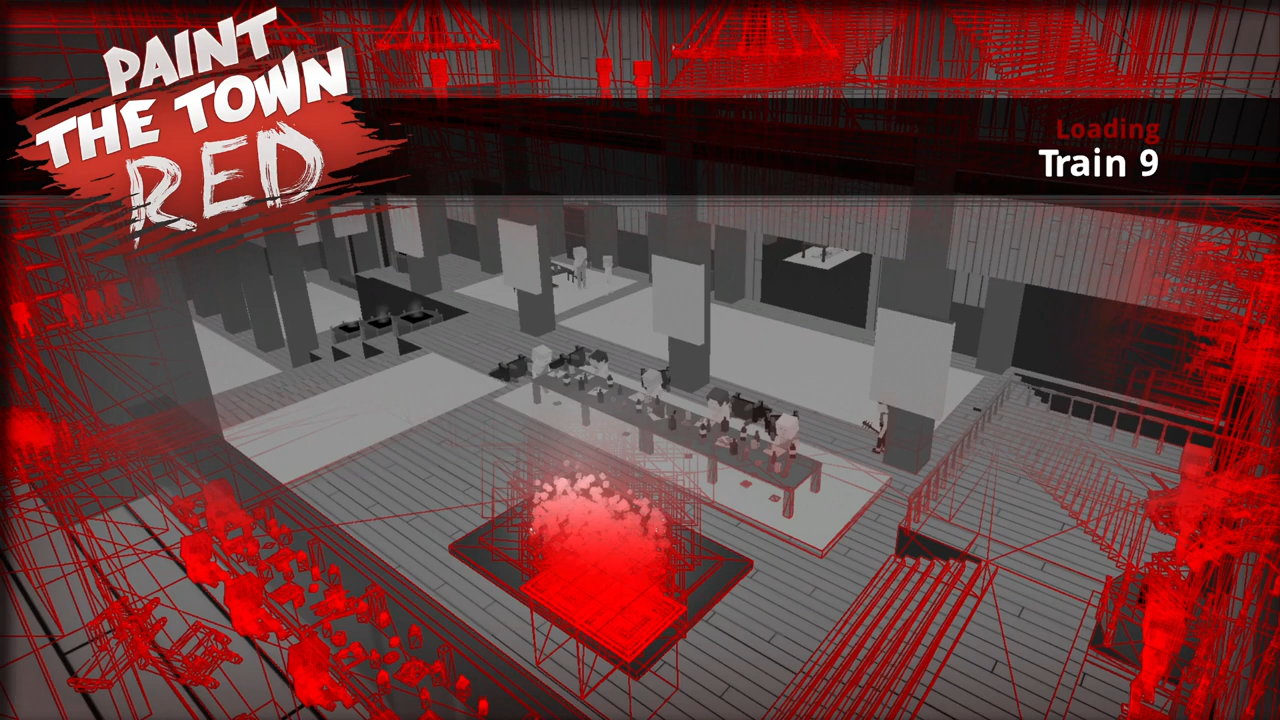 PAINT
THE TOWN
RED
Loading
Train 9